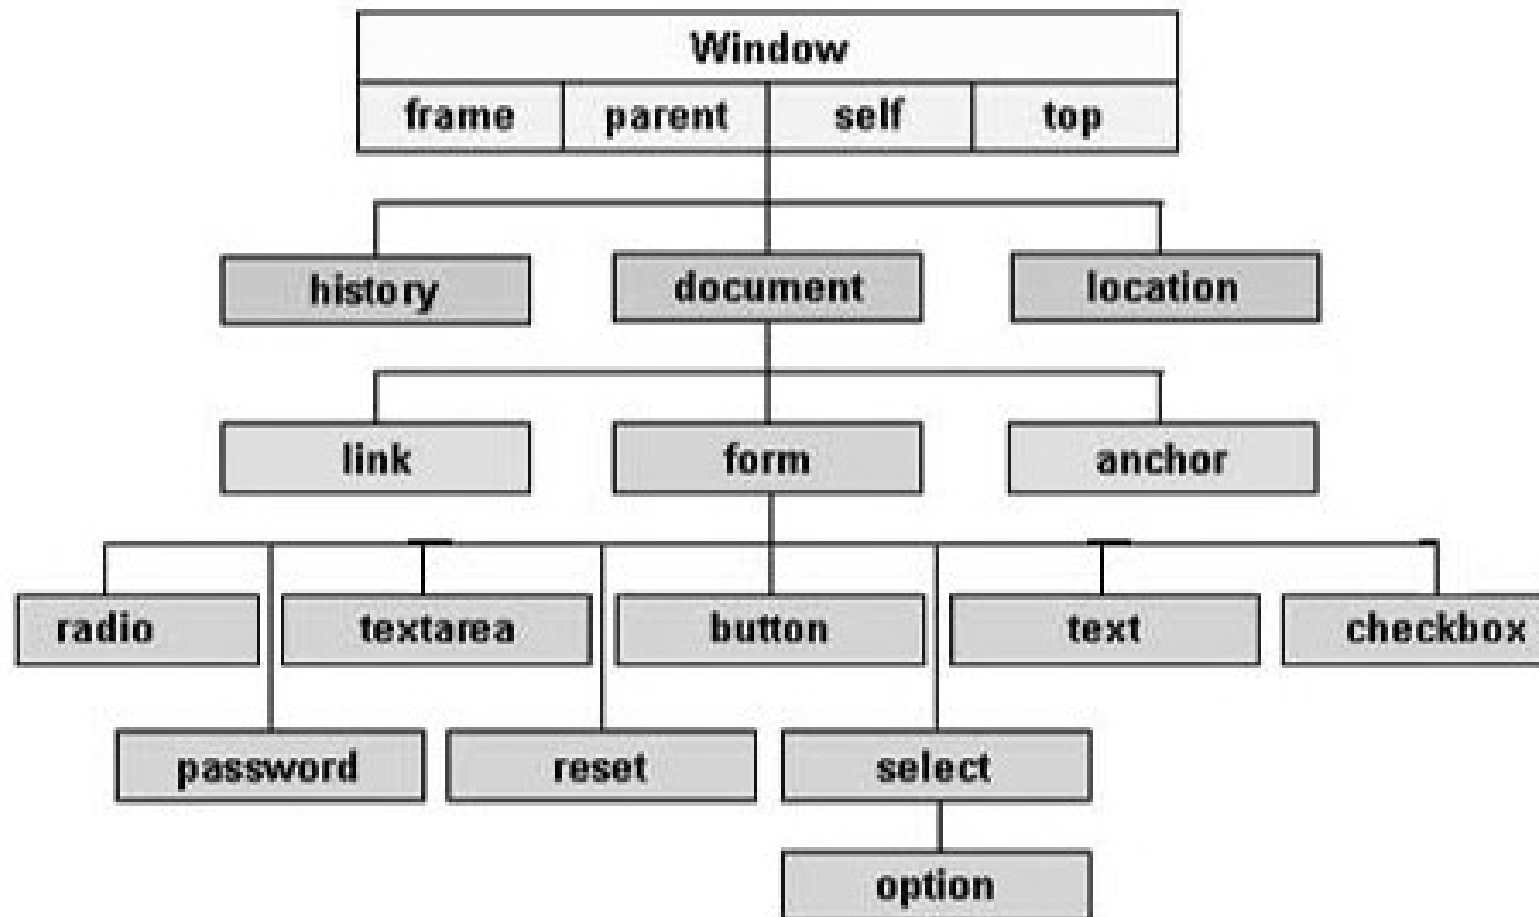 Window
frame parent self top
history document location
link form anchor
radio textarea button text checkbox
password reset select
option